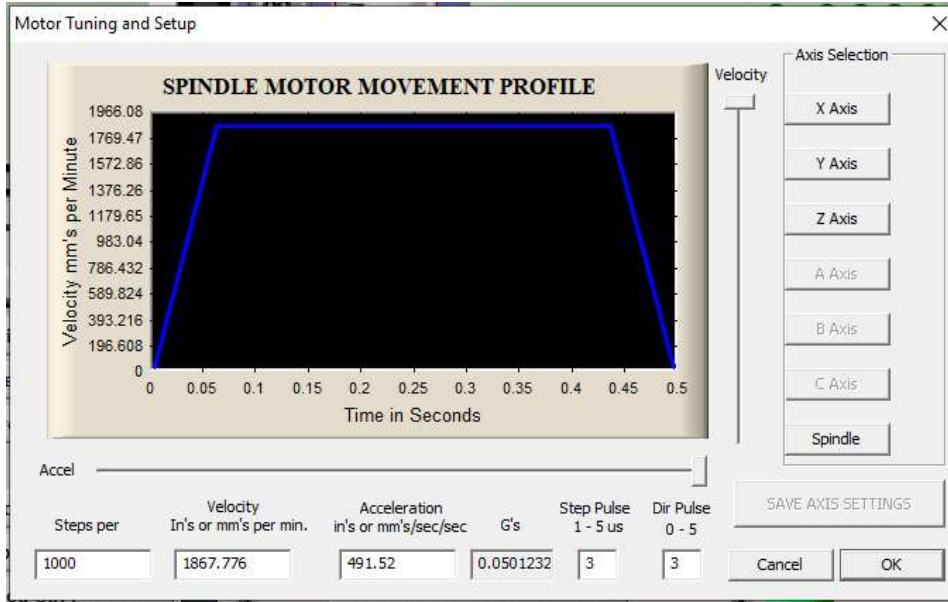 Motor Tuning and Setup
Axis Selection
SPINDLE MOTOR MOVEMENT PROFILE
Velocity
Velocity mm's per Minute
1966.08
1769.47
1572.86
1376.26
1179.65
983.04
786.432
589.824
393.216
196.608
0
0 0.05 0.1 0.15 0.2 0.25 0.3 0.35 0.4 0.45 0.5
Time in Seconds
X Axis
Y Axis
Z Axis
A Axis
B Axis
C Axis
Spindle
Accel
SAVE AXIS SETTINGS
Steps per
Velocity
In's or mm's per min.
Acceleration
in's or mm's/sec/sec
G's
Step Pulse
1 - 5 us
Dir Pulse
0 - 5
1000
1867.776
491.52
0.0501232
3
3
Cancel
OK